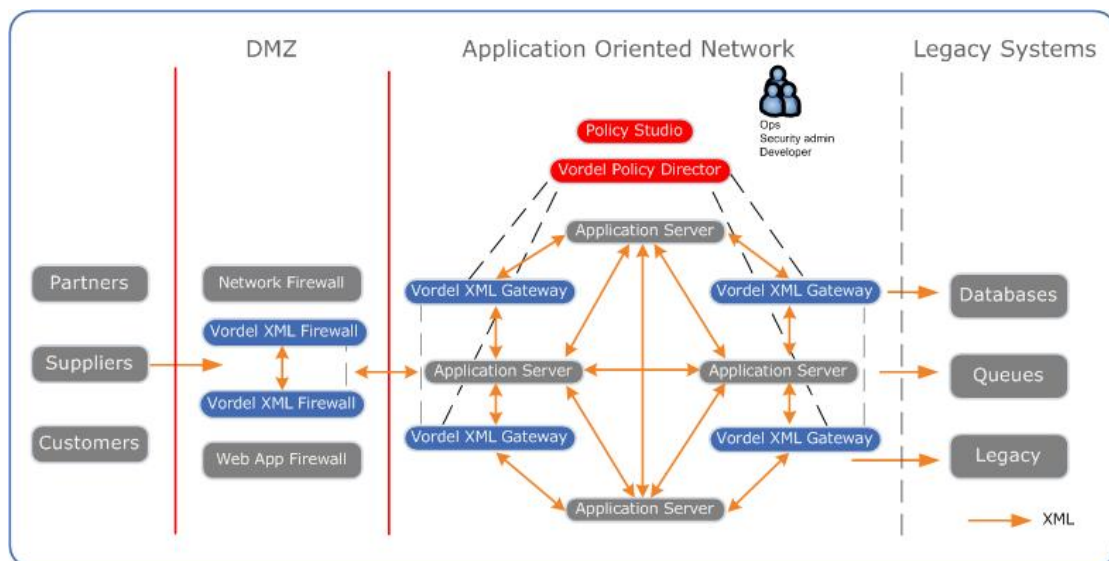 DMZ
Application Oriented Network
Legacy Systems
Ops
Security admin
Developer
Policy Studio
Vordel Policy Director
Application Server
Partners
Network Firewall
Vordel XML Gateway
Vordel XML Gateway
Databases
Vordel XML Firewall
Suppliers
Application Server
Application Server
Queues
Vordel XML Firewall
Customers
Web App Firewall
Vordel XML Gateway
Vordel XML Gateway
Legacy
Application Server
XML